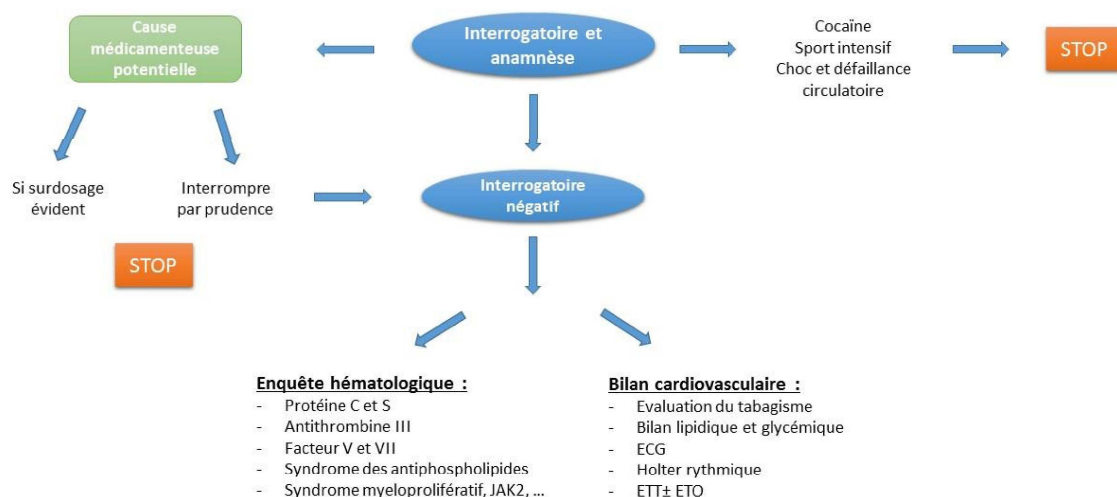 Cause
médicamenteuse
potentielle
Interrogatoire et
anamnèse
Cocaïne
Sport intensif
Choc et défaillance
circulatoire
STOP
Si surdosage
évident
Interrompre
par prudence
Interrogatoire
négatif
STOP
Enquête hématologique :
- Protéine C et S
- Antithrombine III
- Facteur V et VII
- Syndrome des antiphospholipides
- Syndrome myeloprolifératif, JAK2, ...
Bilan cardiovasculaire :
- Evaluation du tabagisme
- Bilan lipidique et glycémique
- ECG
- Holter rythmique
- ETT± ETO